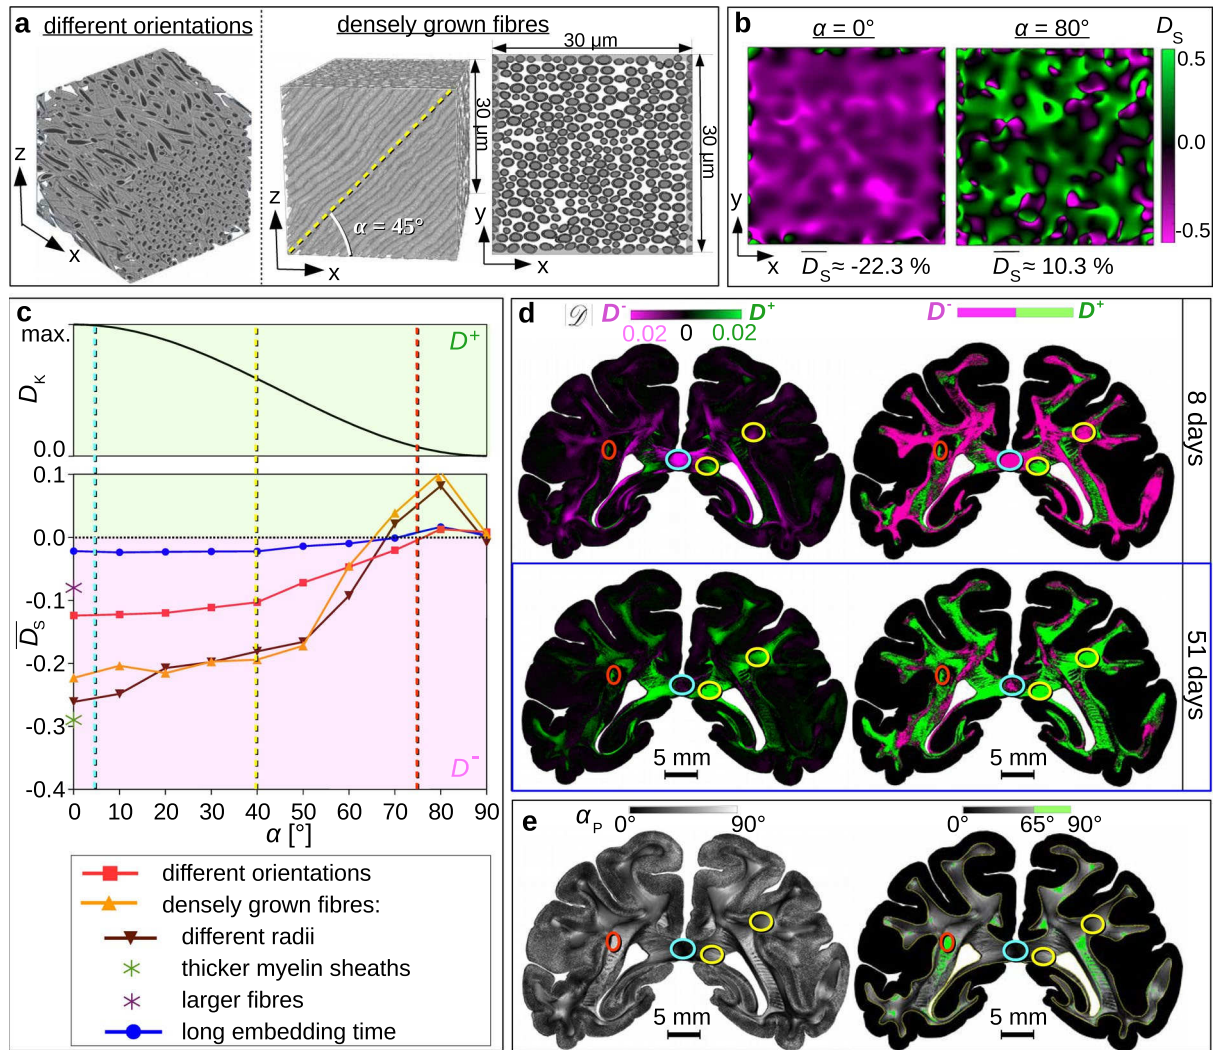 a
different orientations
densely grown fibres
30 µm
30 µm
30 µm
α = 45°
z
x
z
x
y
x
b
α = 0°
α = 80°
D_S
0.5
0.0
-0.5
y
x
D_S ≈ -22.3 %
D_S ≈ 10.3 %
c
max.
D_K
0.0
D⁺
0.1
0.0
-0.1
D_S
-0.2
-0.3
-0.4
D⁻
0 10 20 30 40 50 60 70 80 90
α [°]
different orientations
densely grown fibres:
different radii
thicker myelin sheaths
larger fibres
long embedding time
d
𝒟 D⁻ D⁺
0.02 0 0.02
D⁻ D⁺
8 days
51 days
5 mm
5 mm
e
α_P 0° 90°
0° 65° 90°
5 mm
5 mm